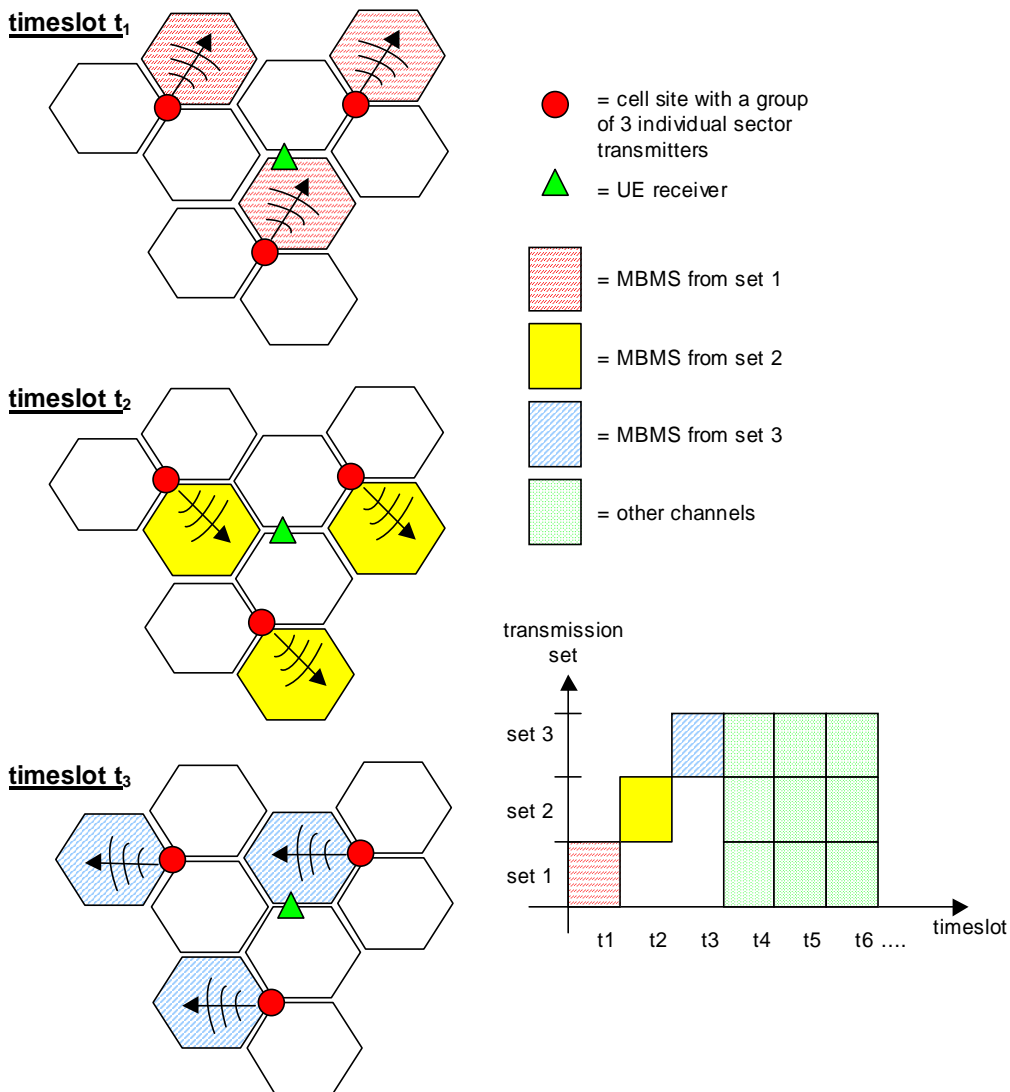 timeslot t1
= cell site with a group
of 3 individual sector
transmitters
= UE receiver
= MBMS from set 1
= MBMS from set 2
timeslot t2
= MBMS from set 3
= other channels
transmission
set
set 3
set 2
set 1
timeslot
t1 t2 t3 t4 t5 t6 ....
timeslot t3